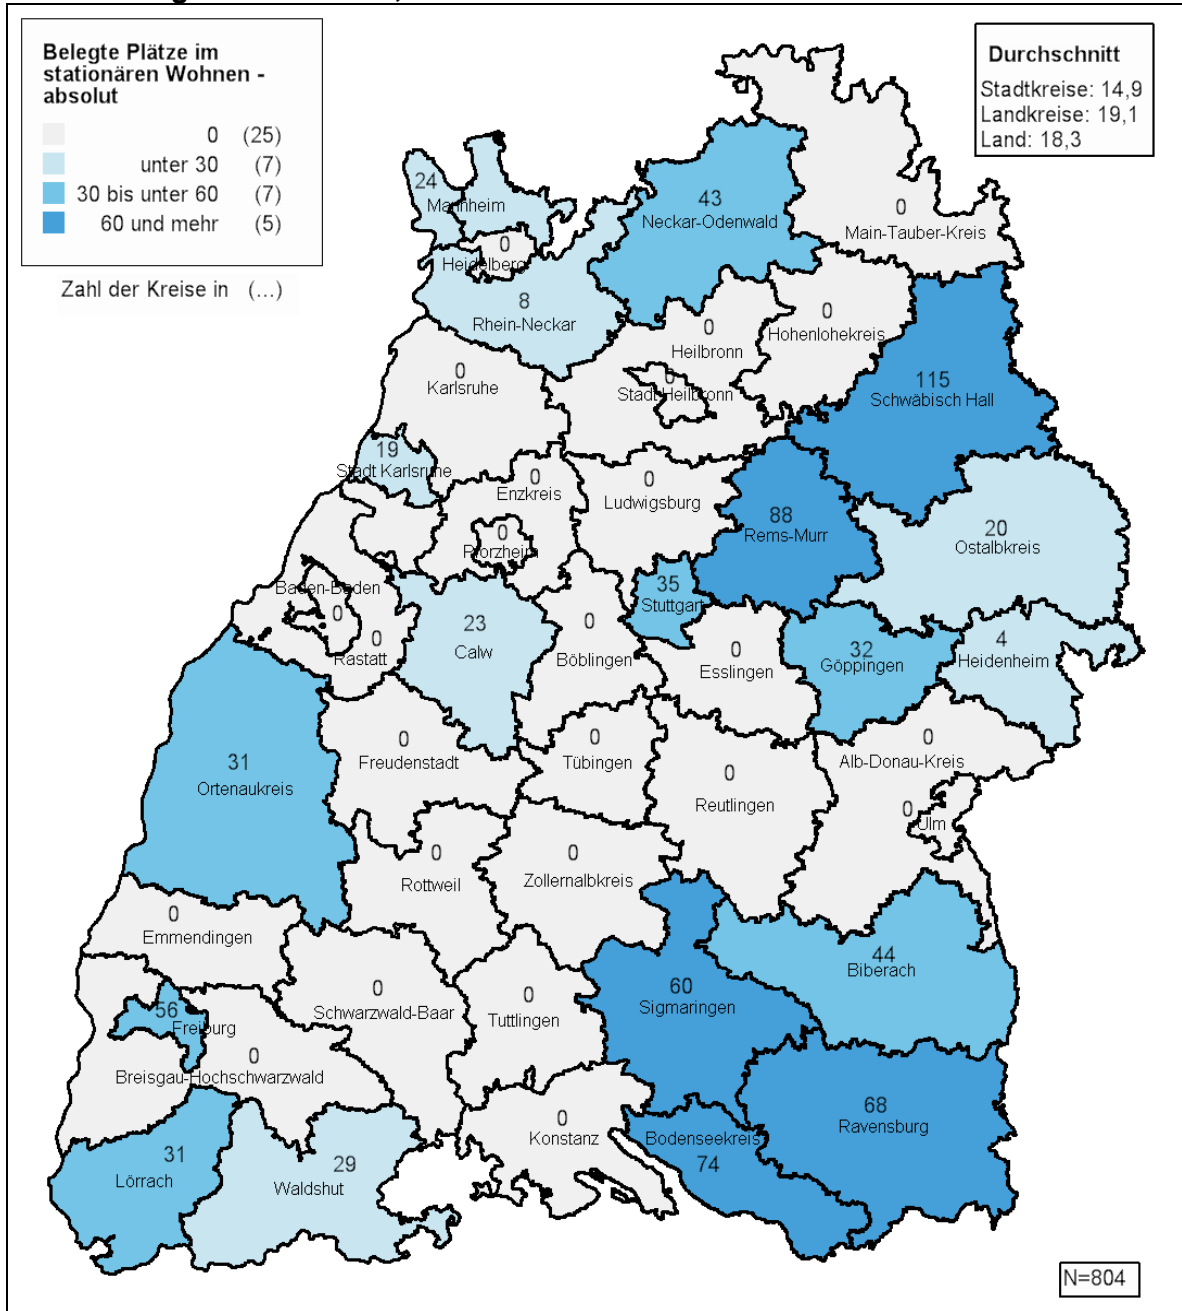 Belegte Plätze im
stationären Wohnen -
absolut
0 (25)
unter 30 (7)
30 bis unter 60 (7)
60 und mehr (5)
Zahl der Kreise in (...)
Durchschnitt
Stadtkreise: 14,9
Landkreise: 19,1
Land: 18,3
24
Mannheim
43
Neckar-Odenwald
0
Main-Tauber-Kreis
0
Heidelberg
8
Rhein-Neckar
0
Heilbronn
0
Hohenlohekreis
0
Karlsruhe
0
Stadt Heilbronn
115
Schwäbisch Hall
19
Stadt Karlsruhe
0
Enzkreis
0
Ludwigsburg
88
Rems-Murr
20
Ostalbkreis
0
Pforzheim
Baden-Baden
0
0
Rastatt
23
Calw
0
Böblingen
35
Stuttgart
0
Esslingen
32
Göppingen
4
Heidenheim
31
Ortenaukreis
0
Freudenstadt
0
Tübingen
0
Reutlingen
0
Alb-Donau-Kreis
0
Ulm
0
Rottweil
0
Zollernalbkreis
0
Emmendingen
44
Biberach
56
Freiburg
0
Schwarzwald-Baar
0
Tuttlingen
60
Sigmaringen
0
Breisgau-Hochschwarzwald
0
Konstanz
Bodenseekreis
74
68
Ravensburg
31
Lörrach
29
Waldshut
N=804